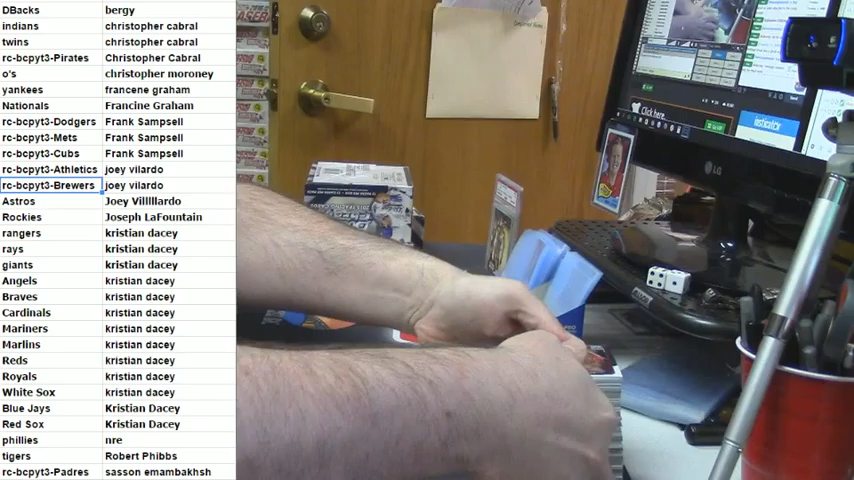 DBacks bergy
indians christopher cabral
twins christopher cabral
rc-bcpyt3-Pirates Christopher Cabral
o's christopher moroney
yankees francene graham
Nationals Francine Graham
rc-bcpyt3-Dodgers Frank Sampsell
rc-bcpyt3-Mets Frank Sampsell
rc-bcpyt3-Cubs Frank Sampsell
rc-bcpyt3-Athletics joey vilardo
rc-bcpyt3-Brewers joey vilardo
Astros Joey Villlllardo
Rockies Joseph LaFountain
rangers kristian dacey
rays kristian dacey
giants kristian dacey
Angels kristian dacey
Braves kristian dacey
Cardinals kristian dacey
Mariners kristian dacey
Marlins kristian dacey
Reds kristian dacey
Royals kristian dacey
White Sox kristian dacey
Blue Jays Kristian Dacey
Red Sox Kristian Dacey
phillies nre
tigers Robert Phibbs
rc-bcpyt3-Padres sasson emambakhsh
Click here
insticator
LG